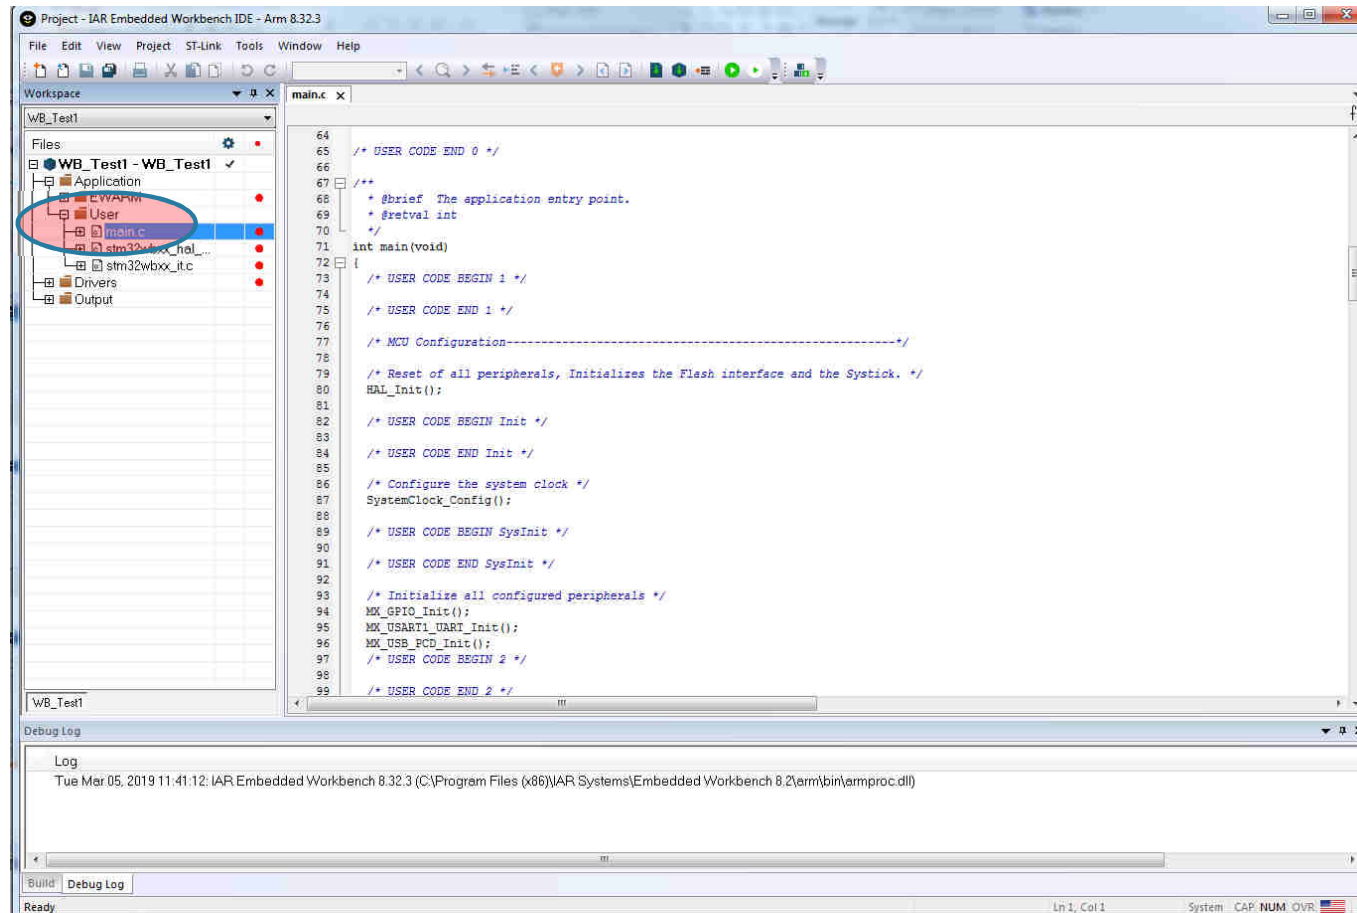 Project - IAR Embedded Workbench IDE - Arm 8.32.3
File Edit View Project ST-Link Tools Window Help
Workspace
main.c
WB_Test1
Files
WB_Test1 - WB_Test1
Application
EWARM
User
main.c
stm32wbxx_hal_...
stm32wbxx_it.c
Drivers
Output
WB_Test1
64
65 /* USER CODE END 0 */
66
67 /**
68 * @brief The application entry point.
69 * @retval int
70 */
71 int main(void)
72 {
73 /* USER CODE BEGIN 1 */
74
75 /* USER CODE END 1 */
76
77 /* MCU Configuration--------------------------------------------------------*/
78
79 /* Reset of all peripherals, Initializes the Flash interface and the Systick. */
80 HAL_Init();
81
82 /* USER CODE BEGIN Init */
83
84 /* USER CODE END Init */
85
86 /* Configure the system clock */
87 SystemClock_Config();
88
89 /* USER CODE BEGIN SysInit */
90
91 /* USER CODE END SysInit */
92
93 /* Initialize all configured peripherals */
94 MX_GPIO_Init();
95 MX_USART1_UART_Init();
96 MX_USB_PCD_Init();
97 /* USER CODE BEGIN 2 */
98
99 /* USER CODE END 2 */
Debug Log
Log
Tue Mar 05, 2019 11:41:12: IAR Embedded Workbench 8.32.3 (C:\Program Files (x86)\IAR Systems\Embedded Workbench 8.2\arm\bin\armproc.dll)
Build Debug Log
Ready Ln 1, Col 1 System CAP NUM OVR